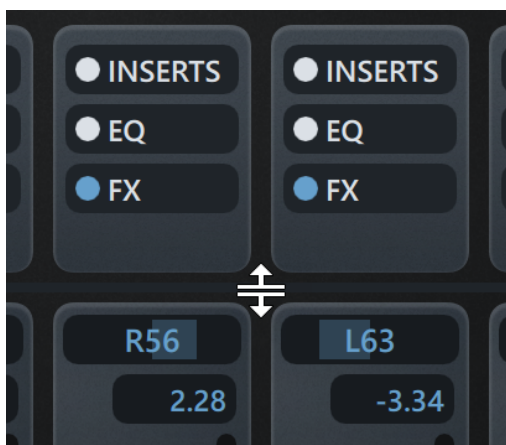 INSERTS INSERTS
EQ EQ
FX FX
R56 L63
2.28 -3.34